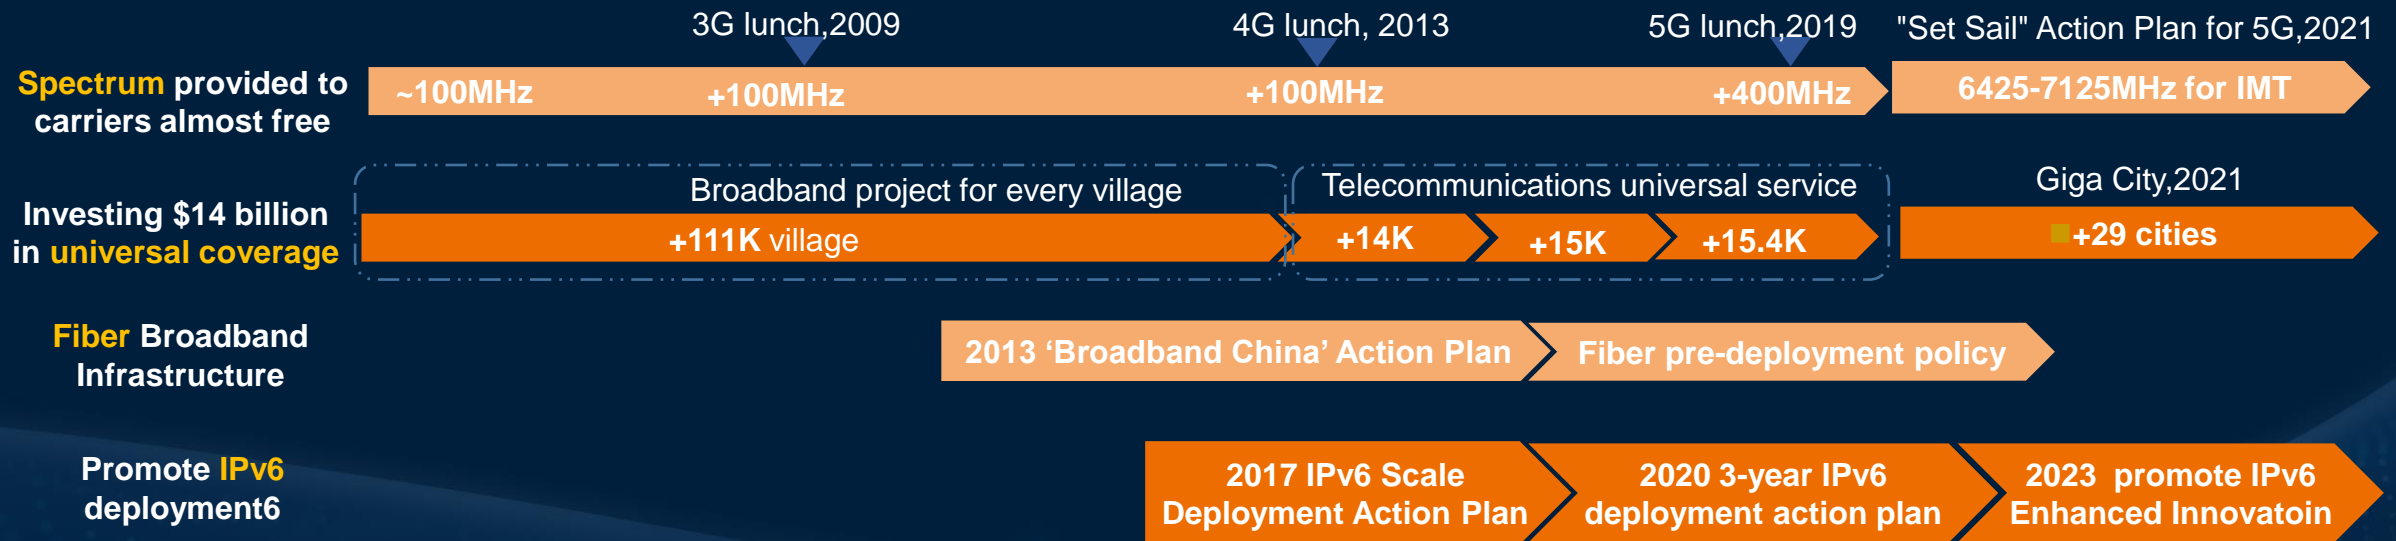 3G lunch,2009
4G lunch, 2013
5G lunch,2019
"Set Sail" Action Plan for 5G,2021
Spectrum provided to
carriers almost free
~100MHz
+100MHz
+100MHz
+400MHz
6425-7125MHz for IMT
Investing $14 billion
in universal coverage
Broadband project for every village
Telecommunications universal service
Giga City,2021
+111K village
+14K
+15K
+15.4K
+29 cities
Fiber Broadband
Infrastructure
2013 ‘Broadband China’ Action Plan
Fiber pre-deployment policy
Promote IPv6
deployment6
2017 IPv6 Scale
Deployment Action Plan
2020 3-year IPv6
deployment action plan
2023 promote IPv6
Enhanced Innovatoin